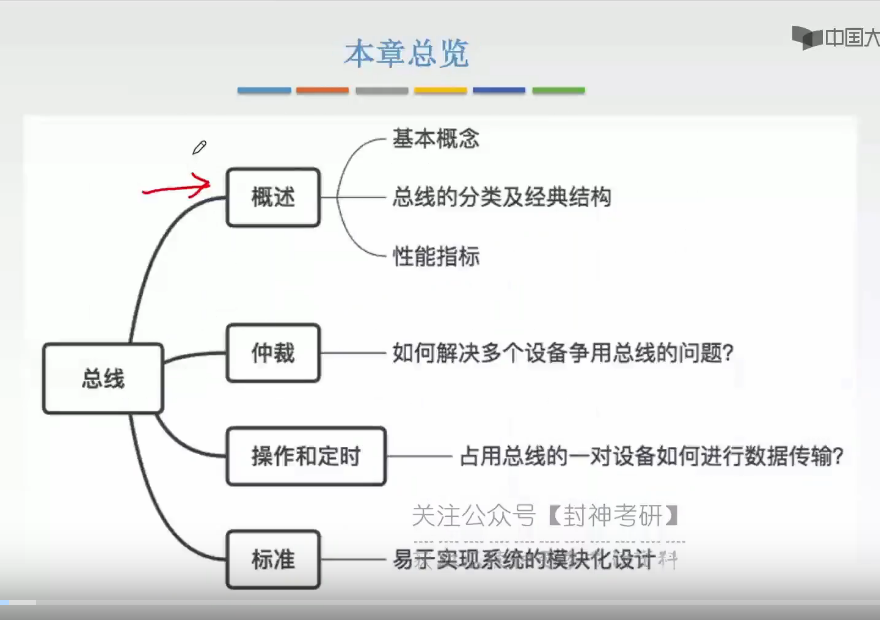 中国大
本章总览
基本概念
概述
总线的分类及经典结构
性能指标
仲裁
如何解决多个设备争用总线的问题?
总线
操作和定时
占用总线的一对设备如何进行数据传输?
关注公众号【封神考研】
标准
易于实现系统的模块化设计